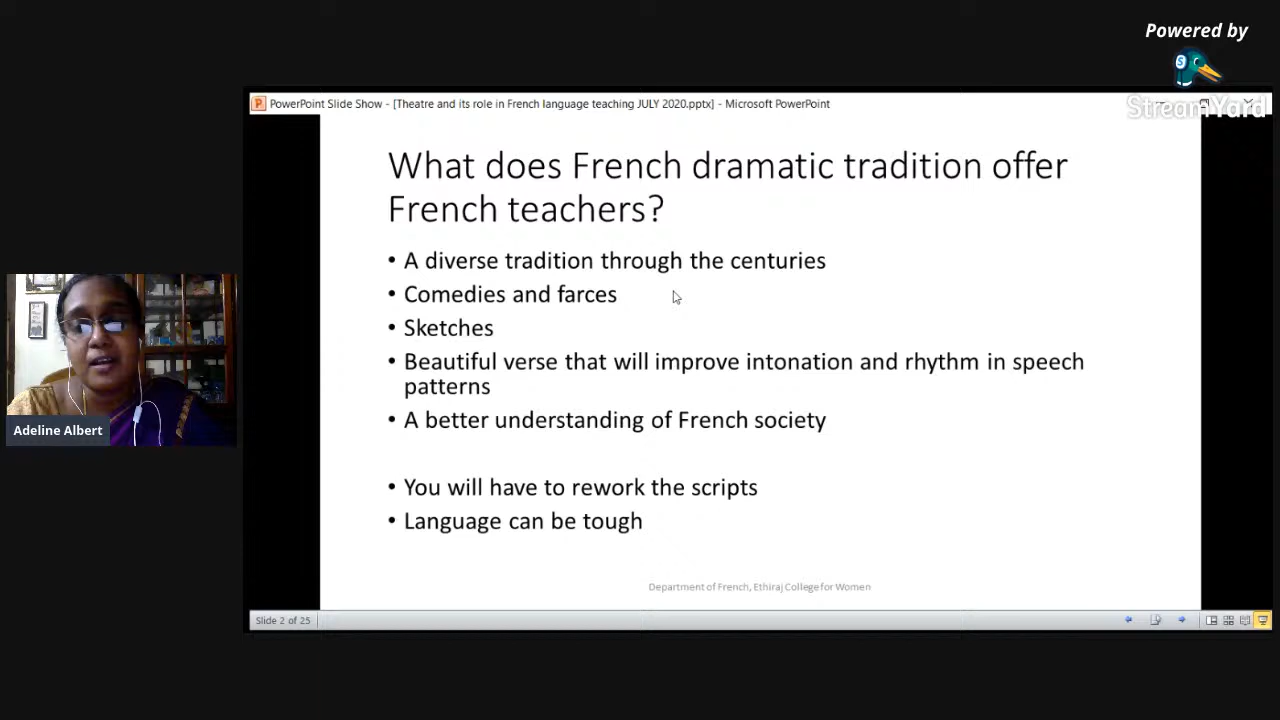 Powered by
StreamYard
PowerPoint Slide Show - [Theatre and its role in French language teaching JULY 2020.pptx] - Microsoft PowerPoint
What does French dramatic tradition offer
French teachers?
• A diverse tradition through the centuries
• Comedies and farces
• Sketches
• Beautiful verse that will improve intonation and rhythm in speech
patterns
• A better understanding of French society
• You will have to rework the scripts
• Language can be tough
Department of French, Ethiraj College for Women
Slide 2 of 25
Adeline Albert